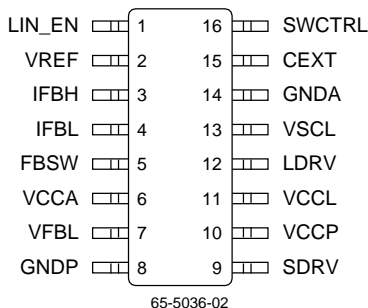 LIN_EN 1 16 SWCTRL
VREF 2 15 CEXT
IFBH 3 14 GNDA
IFBL 4 13 VSCL
FBSW 5 12 LDRV
VCCA 6 11 VCCL
VFBL 7 10 VCCP
GNDP 8 9 SDRV
65-5036-02